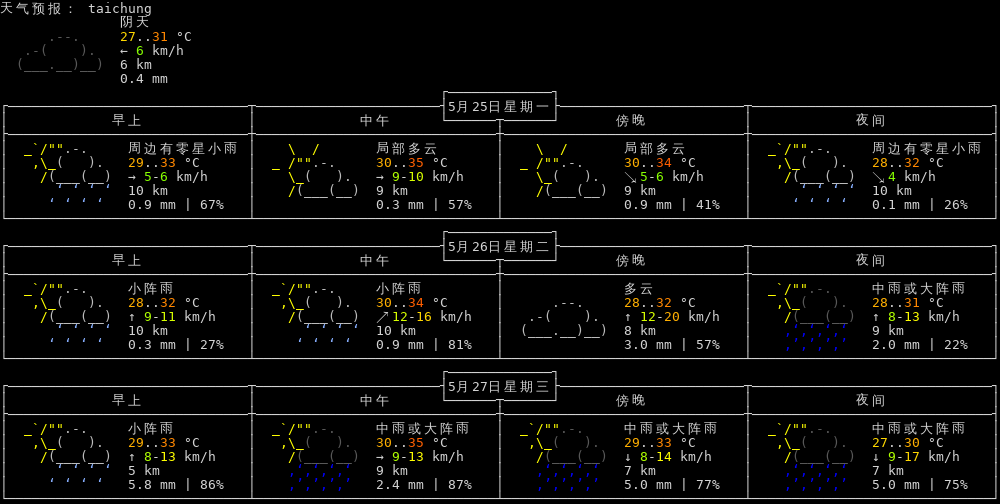 天气预报： taichung
阴天
27..31 °C
← 6 km/h
6 km
0.4 mm
5月25日星期一
早上 中午 傍晚 夜间
周边有零星小雨 局部多云 局部多云 周边有零星小雨
29..33 °C 30..35 °C 30..34 °C 28..32 °C
→ 5-6 km/h → 9-10 km/h ↘ 5-6 km/h ↘ 4 km/h
10 km 9 km 9 km 10 km
0.9 mm | 67% 0.3 mm | 57% 0.9 mm | 41% 0.1 mm | 26%
5月26日星期二
早上 中午 傍晚 夜间
小阵雨 小阵雨 多云 中雨或大阵雨
28..32 °C 30..34 °C 28..32 °C 28..31 °C
↑ 9-11 km/h ↗ 12-16 km/h ↑ 12-20 km/h ↑ 8-13 km/h
10 km 10 km 8 km 9 km
0.3 mm | 27% 0.9 mm | 81% 3.0 mm | 57% 2.0 mm | 22%
5月27日星期三
早上 中午 傍晚 夜间
小阵雨 中雨或大阵雨 中雨或大阵雨 中雨或大阵雨
29..33 °C 30..35 °C 29..33 °C 27..30 °C
↑ 8-13 km/h → 9-13 km/h ↓ 8-14 km/h ↓ 9-17 km/h
5 km 9 km 7 km 7 km
5.8 mm | 86% 2.4 mm | 87% 5.0 mm | 77% 5.0 mm | 75%